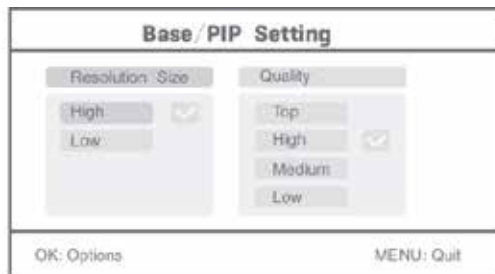 Base/PIP Setting
Resolution Size
High
Low
Quality
Top
High
Medium
Low
OK: Options
MENU: Quit